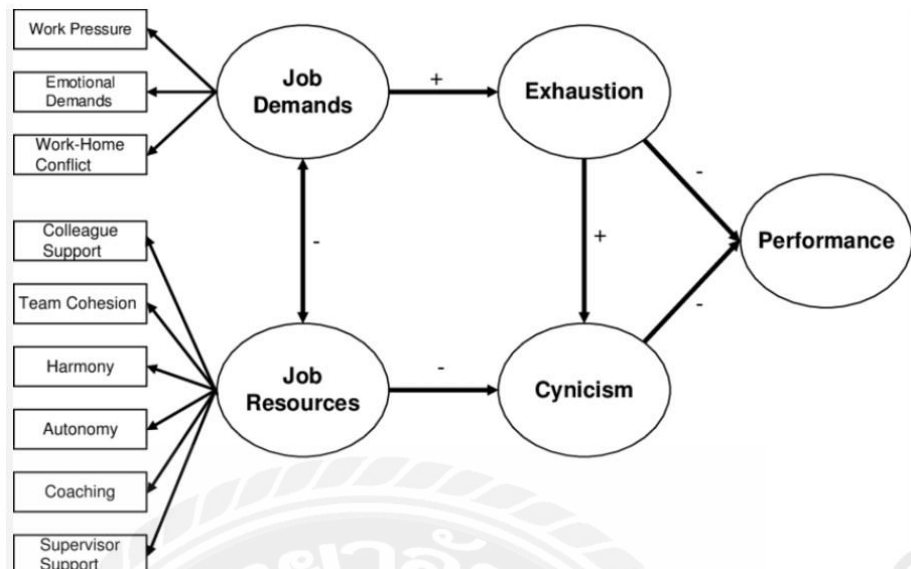 Work Pressure
Emotional
Demands
Work-Home
Conflict
Colleague
Support
Team Cohesion
Harmony
Autonomy
Coaching
Supervisor
Support
Job
Demands
+
Exhaustion
-
+
-
Performance
-
Job
Resources
-
Cynicism